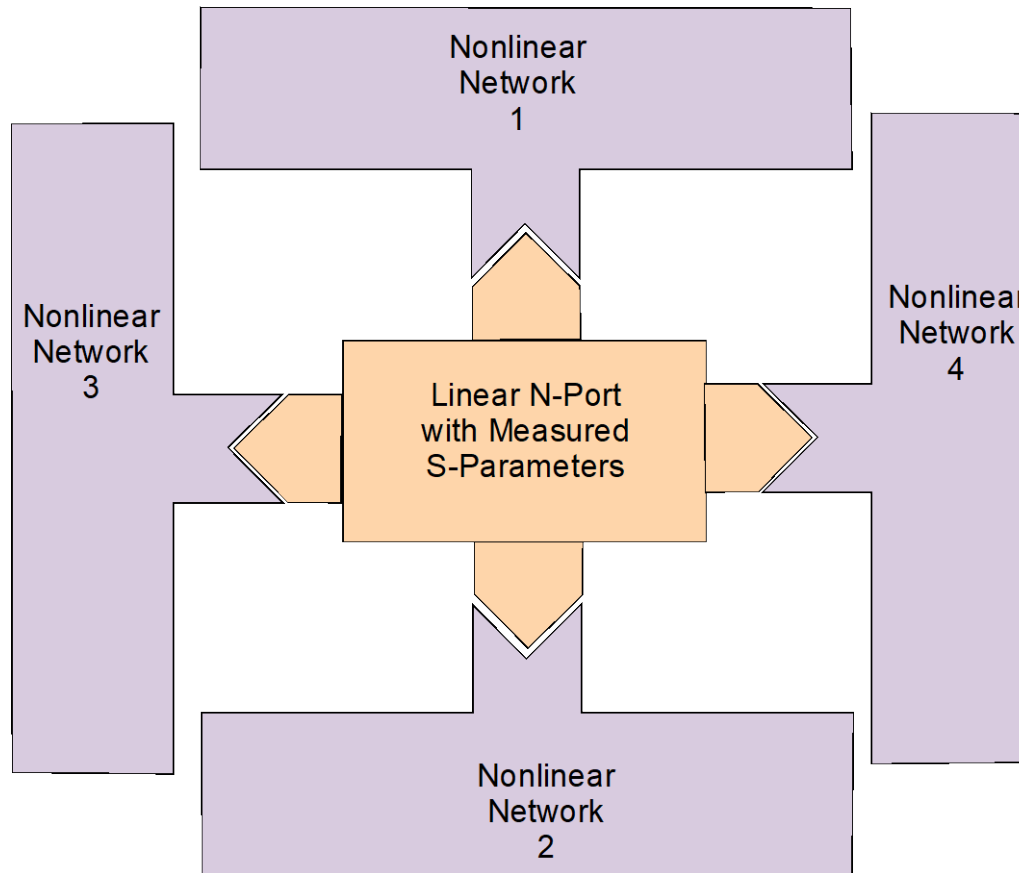 Nonlinear
Network
1
Nonlinear
Network
3
Linear N-Port
with Measured
S-Parameters
Nonlinear
Network
4
Nonlinear
Network
2